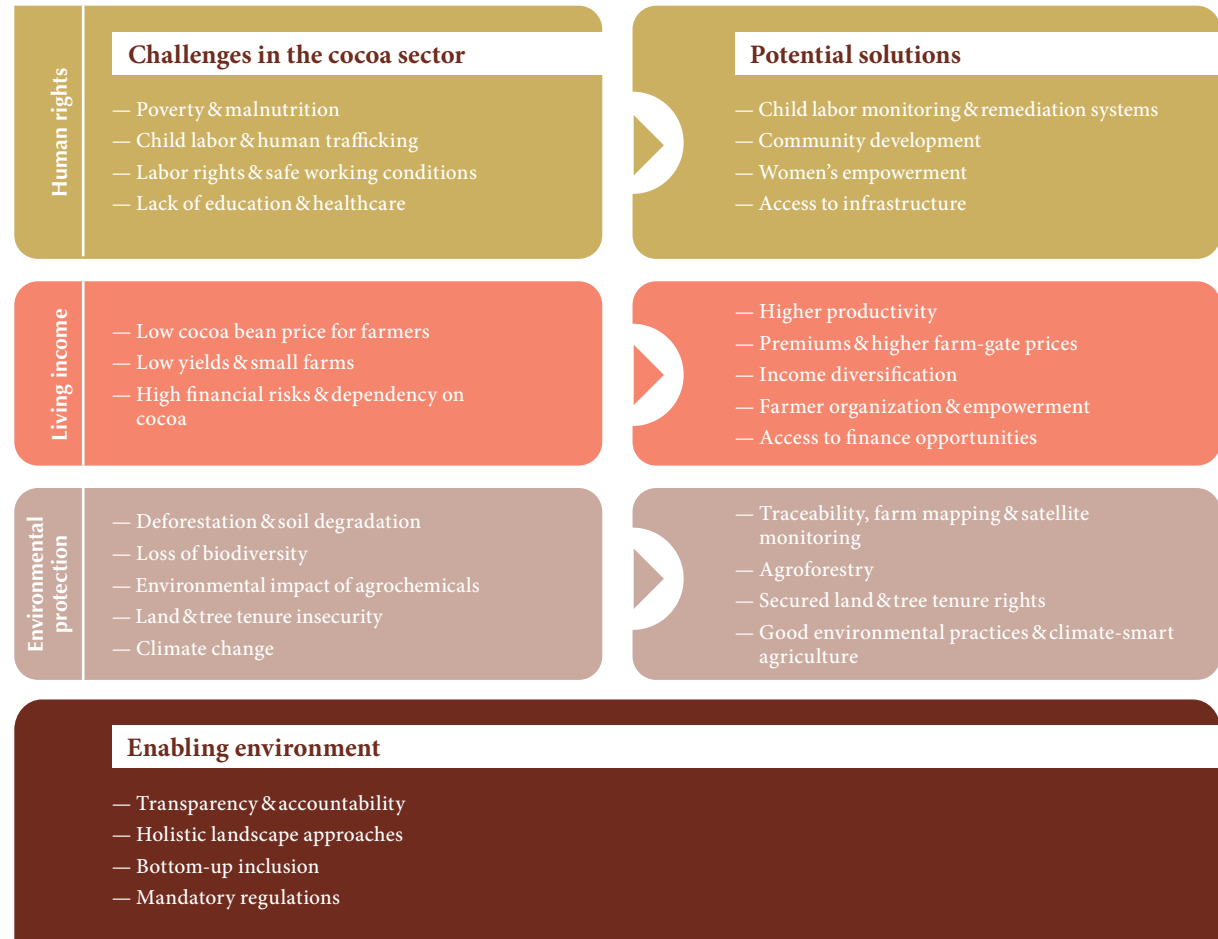 Human rights
Challenges in the cocoa sector
— Poverty & malnutrition
— Child labor & human trafficking
— Labor rights & safe working conditions
— Lack of education & healthcare
Potential solutions
— Child labor monitoring & remediation systems
— Community development
— Women’s empowerment
— Access to infrastructure
Living income
— Low cocoa bean price for farmers
— Low yields & small farms
— High financial risks & dependency on
cocoa
— Higher productivity
— Premiums & higher farm-gate prices
— Income diversification
— Farmer organization & empowerment
— Access to finance opportunities
Environmental
protection
— Deforestation & soil degradation
— Loss of biodiversity
— Environmental impact of agrochemicals
— Land & tree tenure insecurity
— Climate change
— Traceability, farm mapping & satellite
monitoring
— Agroforestry
— Secured land & tree tenure rights
— Good environmental practices & climate-smart
agriculture
Enabling environment
— Transparency & accountability
— Holistic landscape approaches
— Bottom-up inclusion
— Mandatory regulations